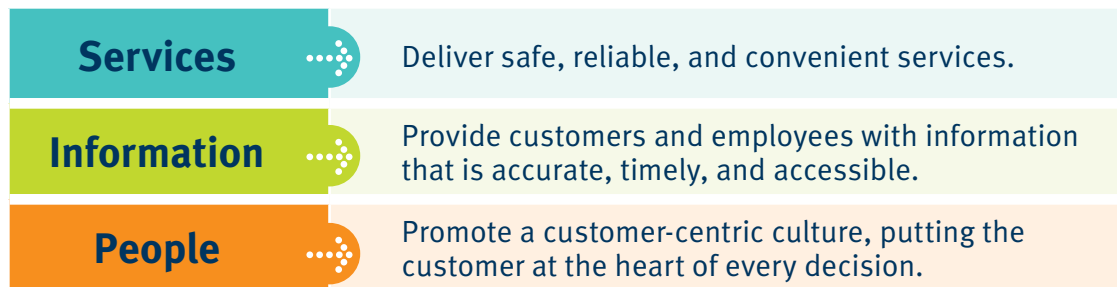 Services
Deliver safe, reliable, and convenient services.
Information
Provide customers and employees with information
that is accurate, timely, and accessible.
People
Promote a customer-centric culture, putting the
customer at the heart of every decision.